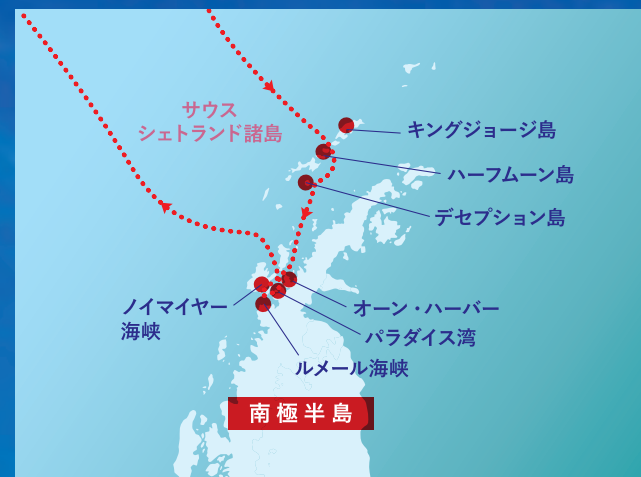 サウス
シェトランド諸島
キングジョージ島
ハーフムーン島
デセプション島
ノイマイヤー
海峡
オーン・ハーバー
パラダイス湾
ルメール海峡
南極半島